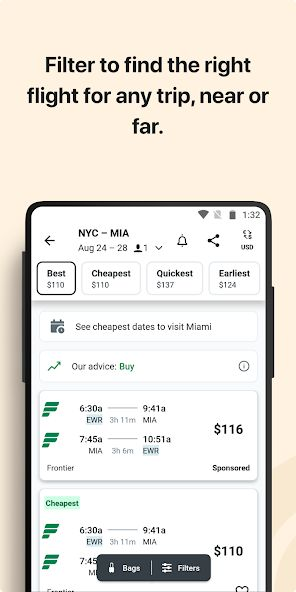 Filter to find the right
flight for any trip, near or
far.
1:32
NYC – MIA
Aug 24 – 28 1
USD
Best
$110
Cheapest
$110
Quickest
$137
Earliest
$124
See cheapest dates to visit Miami
Our advice: Buy
6:30a 9:41a
EWR 3h 11m MIA
$116
7:45a 10:51a
MIA 3h 6m EWR
Frontier Sponsored
Cheapest
6:30a 9:41a
EWR 3h 11m MIA
$110
7:45
Bags Filters